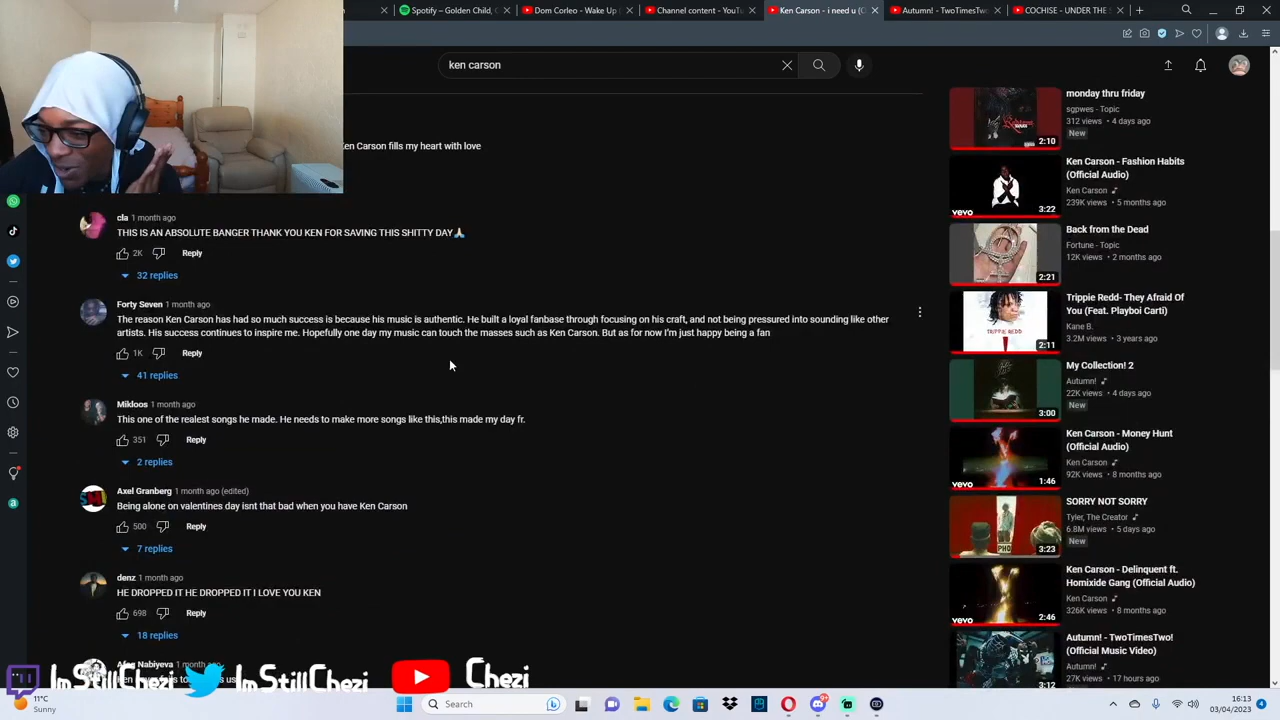 Spotify – Golden Child,
Dom Corleo - Wake Up
Channel content - YouTu
Ken Carson - i need u (
Autumn! - TwoTimesTwo
COCHISE - UNDER THE
ken carson
Ken Carson fills my heart with love
cla 1 month ago
THIS IS AN ABSOLUTE BANGER THANK YOU KEN FOR SAVING THIS SHITTY DAY🙏
2K Reply
32 replies
Forty Seven 1 month ago
The reason Ken Carson has had so much success is because his music is authentic. He built a loyal fanbase through focusing on his craft, and not being pressured into sounding like other
artists. His success continues to inspire me. Hopefully one day my music can touch the masses such as Ken Carson. But as for now I'm just happy being a fan
1K Reply
41 replies
Mikloos 1 month ago
This one of the realest songs he made. He needs to make more songs like this,this made my day fr.
351 Reply
2 replies
Axel Granberg 1 month ago (edited)
Being alone on valentines day isnt that bad when you have Ken Carson
500 Reply
7 replies
denz 1 month ago
HE DROPPED IT HE DROPPED IT I LOVE YOU KEN
698 Reply
18 replies
Nabiyeva 1 month
monday thru friday
sgpwes - Topic
312 views • 4 days ago
New
2:10
Ken Carson - Fashion Habits
(Official Audio)
Ken Carson
239K views • 5 months ago
vevo 3:22
Back from the Dead
Fortune - Topic
12K views • 2 months ago
2:21
Trippie Redd- They Afraid Of
You (Feat. Playboi Carti)
Kane B.
3.2M views • 3 years ago
TRIPPIE REDD
2:11
My Collection! 2
Autumn!
22K views • 4 days ago
New
3:00
Ken Carson - Money Hunt
(Official Audio)
Ken Carson
92K views • 8 months ago
vevo 1:46
SORRY NOT SORRY
Tyler, The Creator
6.8M views • 5 days ago
New
3:23
Ken Carson - Delinquent ft.
Homixide Gang (Official Audio)
Ken Carson
326K views • 8 months ago
vevo 2:46
Autumn! - TwoTimesTwo!
(Official Music Video)
Autumn!
27K views • 17 hours ago
3:12
ImStillChezi
ImStillChezi
Chezi
11°C
Sunny
Search
16:13
03/04/2023